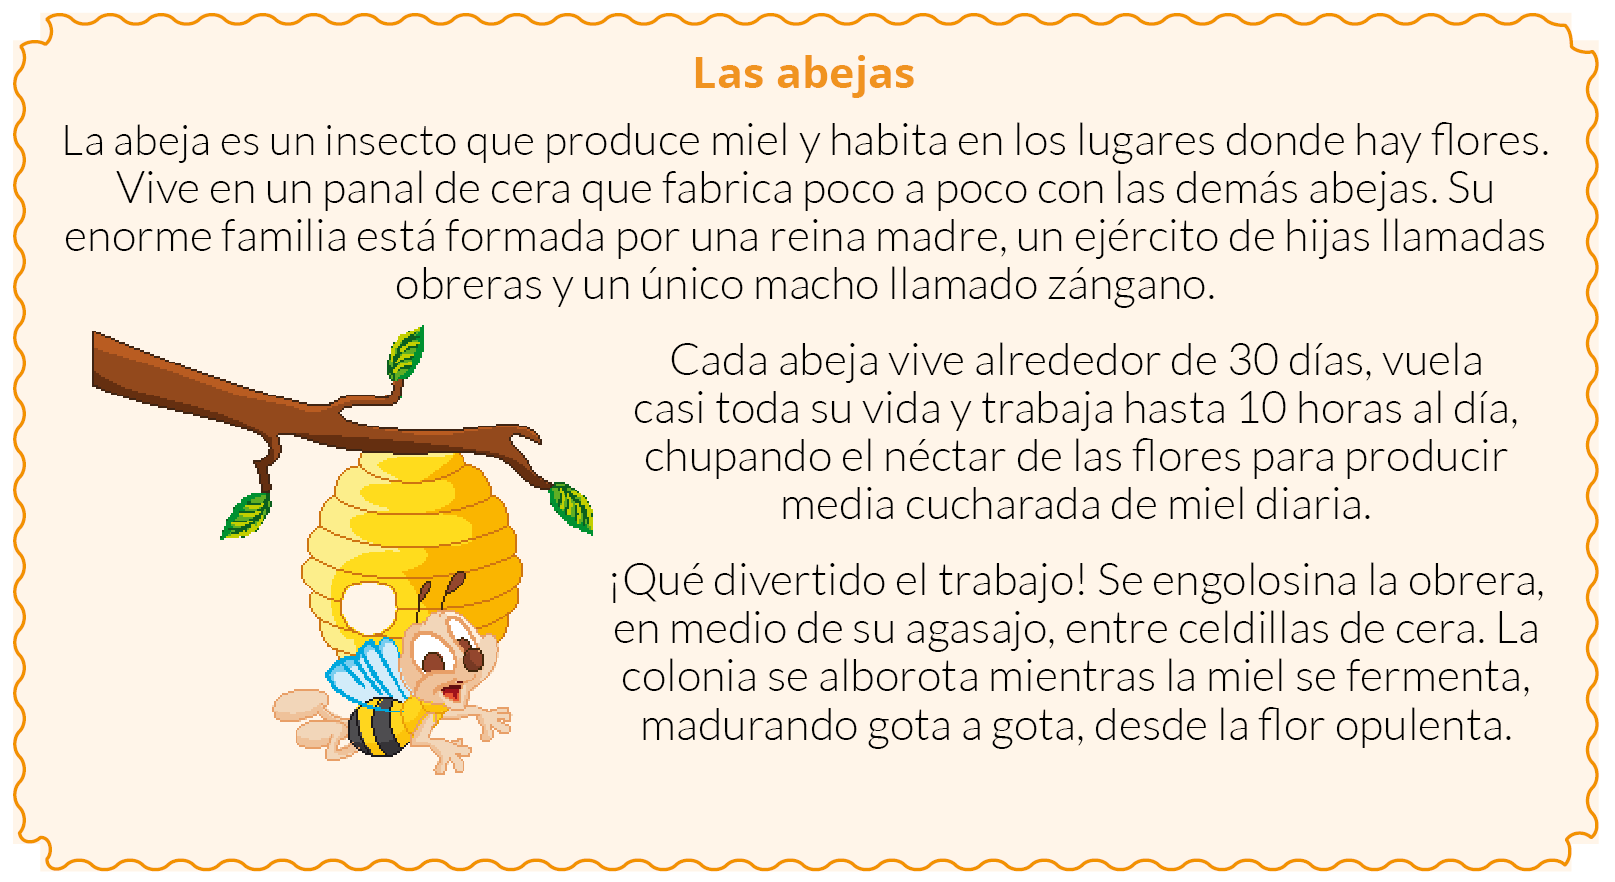 Las abejas
La abeja es un insecto que produce miel y habita en los lugares donde hay flores.
Vive en un panal de cera que fabrica poco a poco con las demás abejas. Su
enorme familia está formada por una reina madre, un ejército de hijas llamadas
obreras y un único macho llamado zángano.
Cada abeja vive alrededor de 30 días, vuela
casi toda su vida y trabaja hasta 10 horas al día,
chupando el néctar de las flores para producir
media cucharada de miel diaria.
¡Qué divertido el trabajo! Se engolosina la obrera,
en medio de su agasajo, entre celdillas de cera. La
colonia se alborota mientras la miel se fermenta,
madurando gota a gota, desde la flor opulenta.